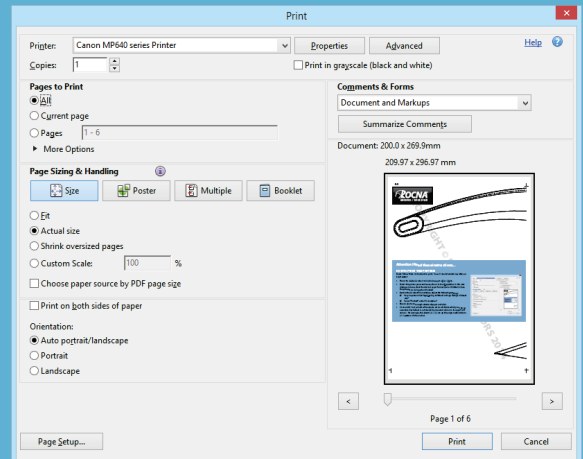 Print
Printer: Canon MP640 series Printer Properties Advanced Help
Copies: 1 Print in grayscale (black and white)
Pages to Print
All
Current page
Pages 1 - 6
More Options
Page Sizing & Handling
Size Poster Multiple Booklet
Fit
Actual size
Shrink oversized pages
Custom Scale: 100 %
Choose paper source by PDF page size
Print on both sides of paper
Orientation:
Auto portrait/landscape
Portrait
Landscape
Comments & Forms
Document and Markups
Summarize Comments
Document: 200.0 x 269.9mm
209.97 x 296.97 mm
ROCNA
< >
Page 1 of 6
Page Setup... Print Cancel